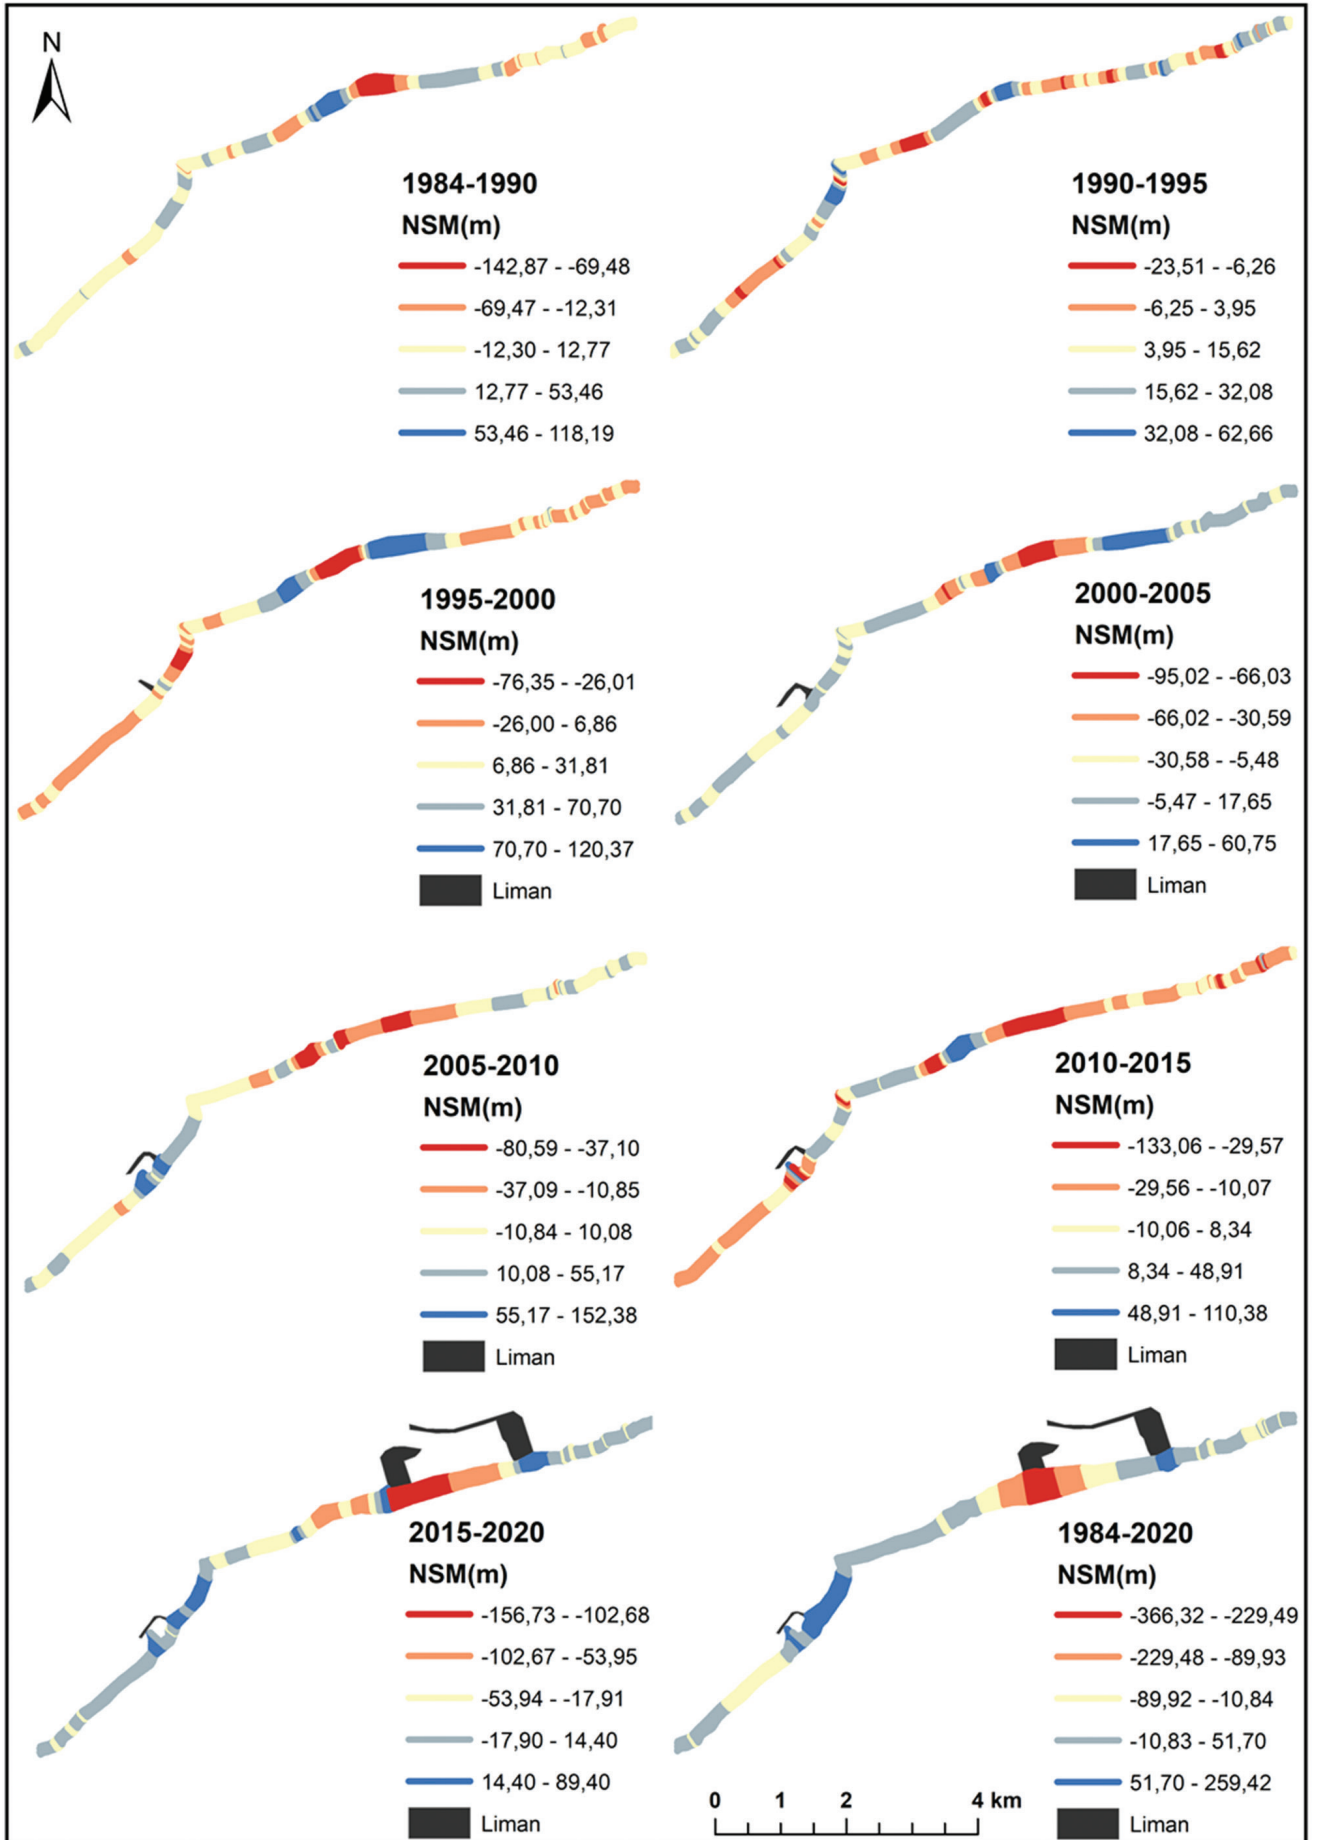 N
1984-1990
NSM(m)
-142,87 - -69,48
-69,47 - -12,31
-12,30 - 12,77
12,77 - 53,46
53,46 - 118,19
1990-1995
NSM(m)
-23,51 - -6,26
-6,25 - 3,95
3,95 - 15,62
15,62 - 32,08
32,08 - 62,66
1995-2000
NSM(m)
-76,35 - -26,01
-26,00 - 6,86
6,86 - 31,81
31,81 - 70,70
70,70 - 120,37
Liman
2000-2005
NSM(m)
-95,02 - -66,03
-66,02 - -30,59
-30,58 - -5,48
-5,47 - 17,65
17,65 - 60,75
Liman
2005-2010
NSM(m)
-80,59 - -37,10
-37,09 - -10,85
-10,84 - 10,08
10,08 - 55,17
55,17 - 152,38
Liman
2010-2015
NSM(m)
-133,06 - -29,57
-29,56 - -10,07
-10,06 - 8,34
8,34 - 48,91
48,91 - 110,38
Liman
2015-2020
NSM(m)
-156,73 - -102,68
-102,67 - -53,95
-53,94 - -17,91
-17,90 - 14,40
14,40 - 89,40
Liman
1984-2020
NSM(m)
-366,32 - -229,49
-229,48 - -89,93
-89,92 - -10,84
-10,83 - 51,70
51,70 - 259,42
Liman
0 1 2 4 km